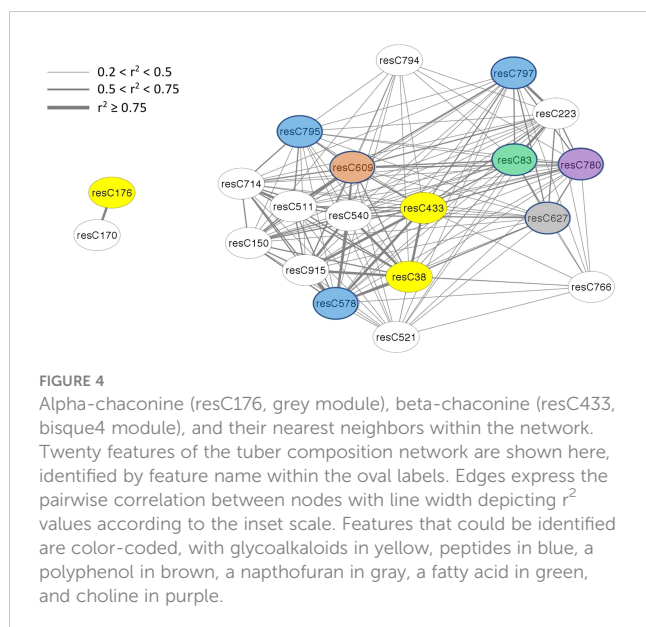 resC794
resC797
0.2 < r² < 0.5
0.5 < r² < 0.75
r² ≥ 0.75
resC223
resC795
resC83
resC780
resC609
resC176
resC714
resC511
resC433
resC540
resC627
resC170
resC150
resC915
resC38
resC766
resC578
resC521
FIGURE 4
Alpha-chaconine (resC176, grey module), beta-chaconine (resC433,
bisque4 module), and their nearest neighbors within the network.
Twenty features of the tuber composition network are shown here,
identified by feature name within the oval labels. Edges express the
pairwise correlation between nodes with line width depicting r²
values according to the inset scale. Features that could be identified
are color-coded, with glycoalkaloids in yellow, peptides in blue, a
polyphenol in brown, a napthofuran in gray, a fatty acid in green,
and choline in purple.